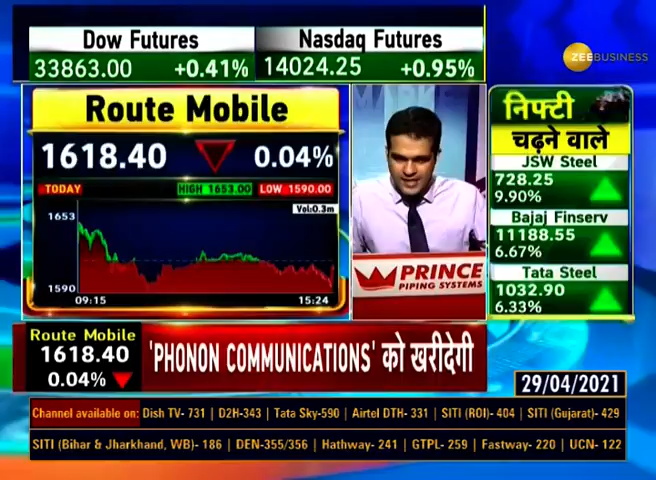 Dow Futures
33863.00 +0.41%
Nasdaq Futures
14024.25 +0.95%
ZEE BUSINESS
Route Mobile
1618.40 0.04%
TODAY HIGH 1653.00 LOW 1590.00
Vol:0.3m
1653
1590
09:15 15:24
PRINCE
PIPING SYSTEMS
निफ्टी
चढ़ने वाले
JSW Steel
728.25
9.90%
Bajaj Finserv
11188.55
6.67%
Tata Steel
1032.90
6.33%
Route Mobile
1618.40
0.04%
'PHONON COMMUNICATIONS' को खरीदेगी
29/04/2021
Channel available on: Dish TV- 731 | D2H-343 | Tata Sky-590 | Airtel DTH- 331 | SITI (ROI)- 404 | SITI (Gujarat)- 429
SITI (Bihar & Jharkhand, WB)- 186 | DEN-355/356 | Hathway- 241 | GTPL- 259 | Fastway- 220 | UCN- 122